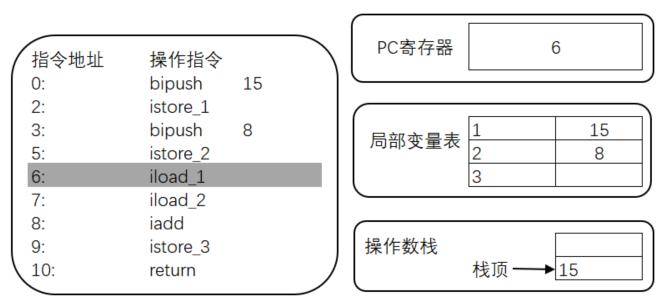 指令地址 操作指令
0: bipush 15
2: istore_1
3: bipush 8
5: istore_2
6: iload_1
7: iload_2
8: iadd
9: istore_3
10: return
PC寄存器 6
局部变量表
1 15
2 8
3
操作数栈
栈顶 15